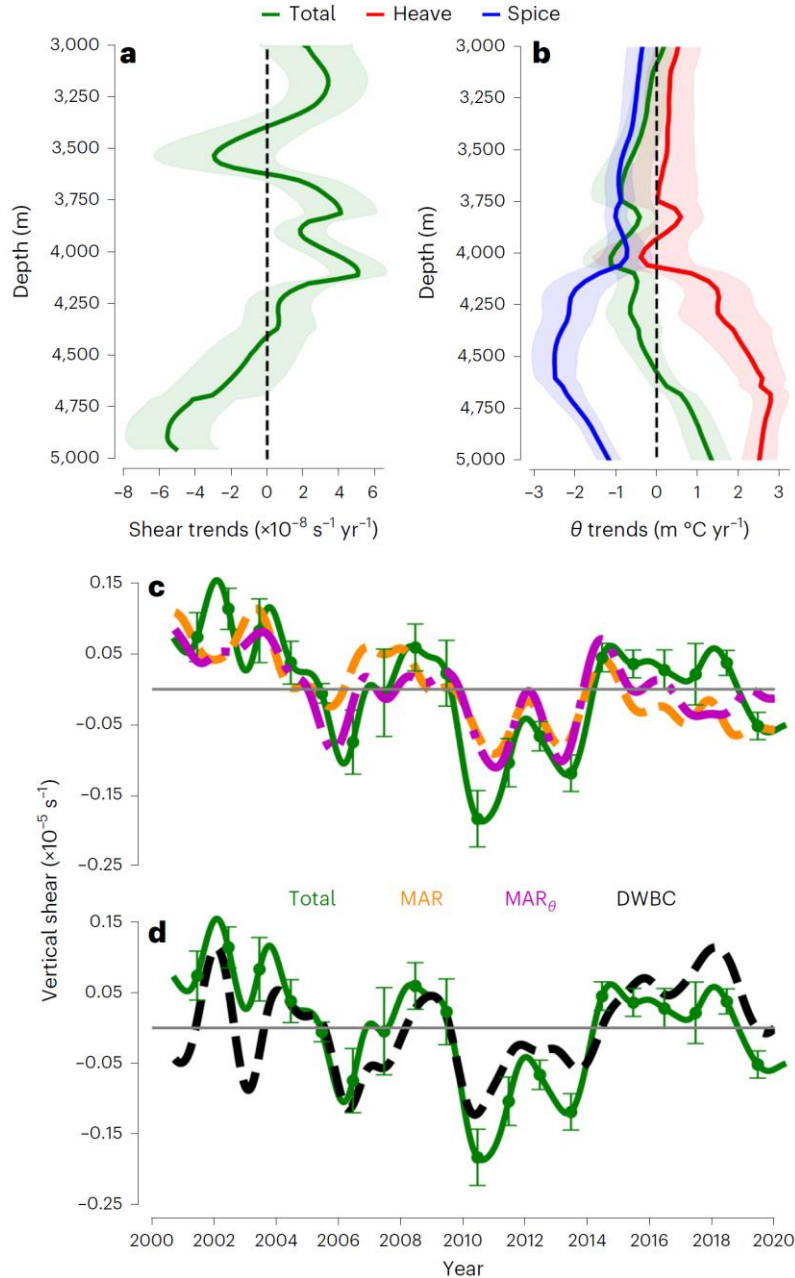 Total Heave Spice
a b
3,000 3,000
3,250 3,250
3,500 3,500
3,750 3,750
4,000 4,000
4,250 4,250
4,500 4,500
4,750 4,750
5,000 5,000
Depth (m) Depth (m)
−8 −6 −4 −2 0 2 4 6 −3 −2 −1 0 1 2 3
Shear trends (×10⁻⁸ s⁻¹ yr⁻¹) θ trends (m °C yr⁻¹)
c
0.15
0.05
−0.05
−0.15
−0.25
Vertical shear (×10⁻⁵ s⁻¹)
Total MAR MARθ DWBC
d
0.15
0.05
−0.05
−0.15
−0.25
2000 2002 2004 2006 2008 2010 2012 2014 2016 2018 2020
Year